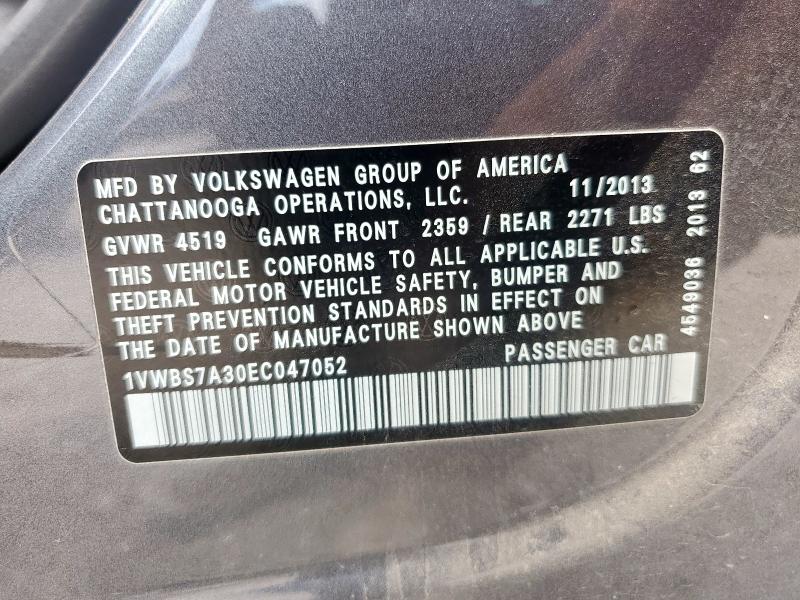 MFD BY VOLKSWAGEN GROUP OF AMERICA
CHATTANOOGA OPERATIONS, LLC. 11/2013
GVWR 4519 GAWR FRONT 2359 / REAR 2271 LBS
THIS VEHICLE CONFORMS TO ALL APPLICABLE U.S.
FEDERAL MOTOR VEHICLE SAFETY, BUMPER AND
THEFT PREVENTION STANDARDS IN EFFECT ON
THE DATE OF MANUFACTURE SHOWN ABOVE
1VWBS7A30EC047052 PASSENGER CAR
4549036 2013 62